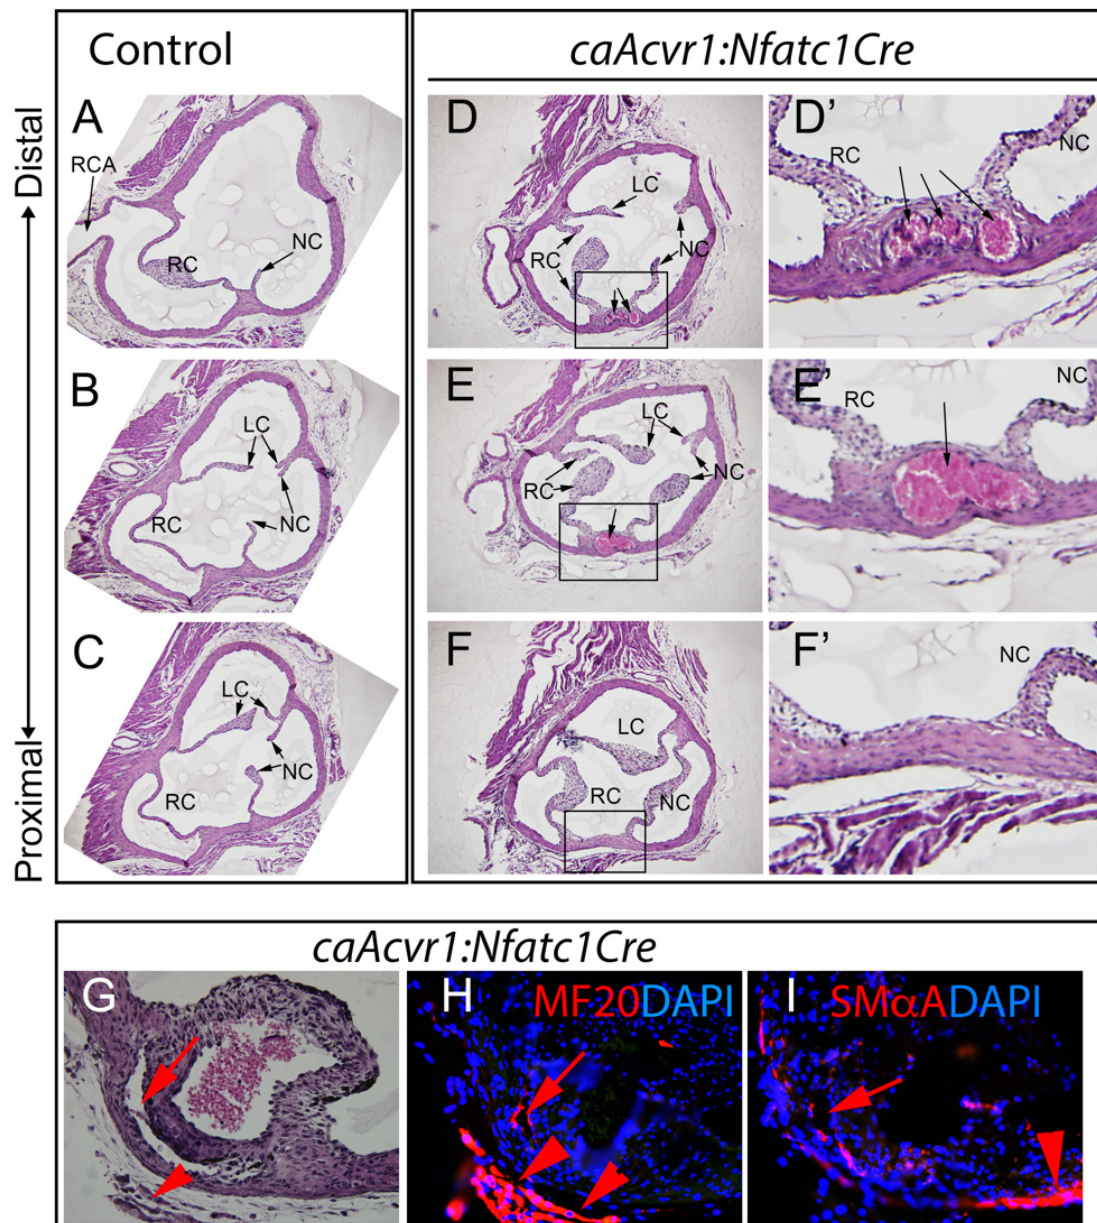 Control
caAcvr1:Nfatc1Cre
Distal
Proximal
A
RCA
RC
NC
B
LC
RC
NC
C
LC
RC
NC
D
LC
RC
NC
D'
RC
NC
E
LC
RC
NC
E'
RC
NC
F
LC
RC
NC
F'
NC
caAcvr1:Nfatc1Cre
G
H
MF20DAPI
I
SMαADAPI